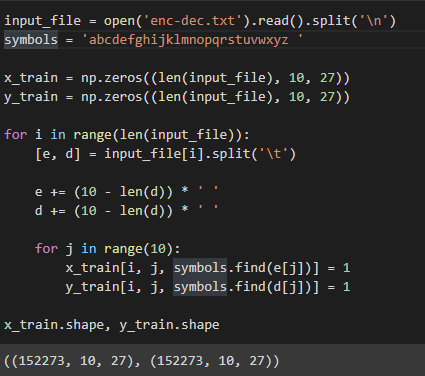 input_file = open('enc-dec.txt').read().split('\n')
symbols = 'abcdefghijklmnopqrstuvwxyz '
x_train = np.zeros((len(input_file), 10, 27))
y_train = np.zeros((len(input_file), 10, 27))
for i in range(len(input_file)):
    [e, d] = input_file[i].split('\t')
    e += (10 - len(d)) * ' '
    d += (10 - len(d)) * ' '
    for j in range(10):
        x_train[i, j, symbols.find(e[j])] = 1
        y_train[i, j, symbols.find(d[j])] = 1
x_train.shape, y_train.shape
((152273, 10, 27), (152273, 10, 27))